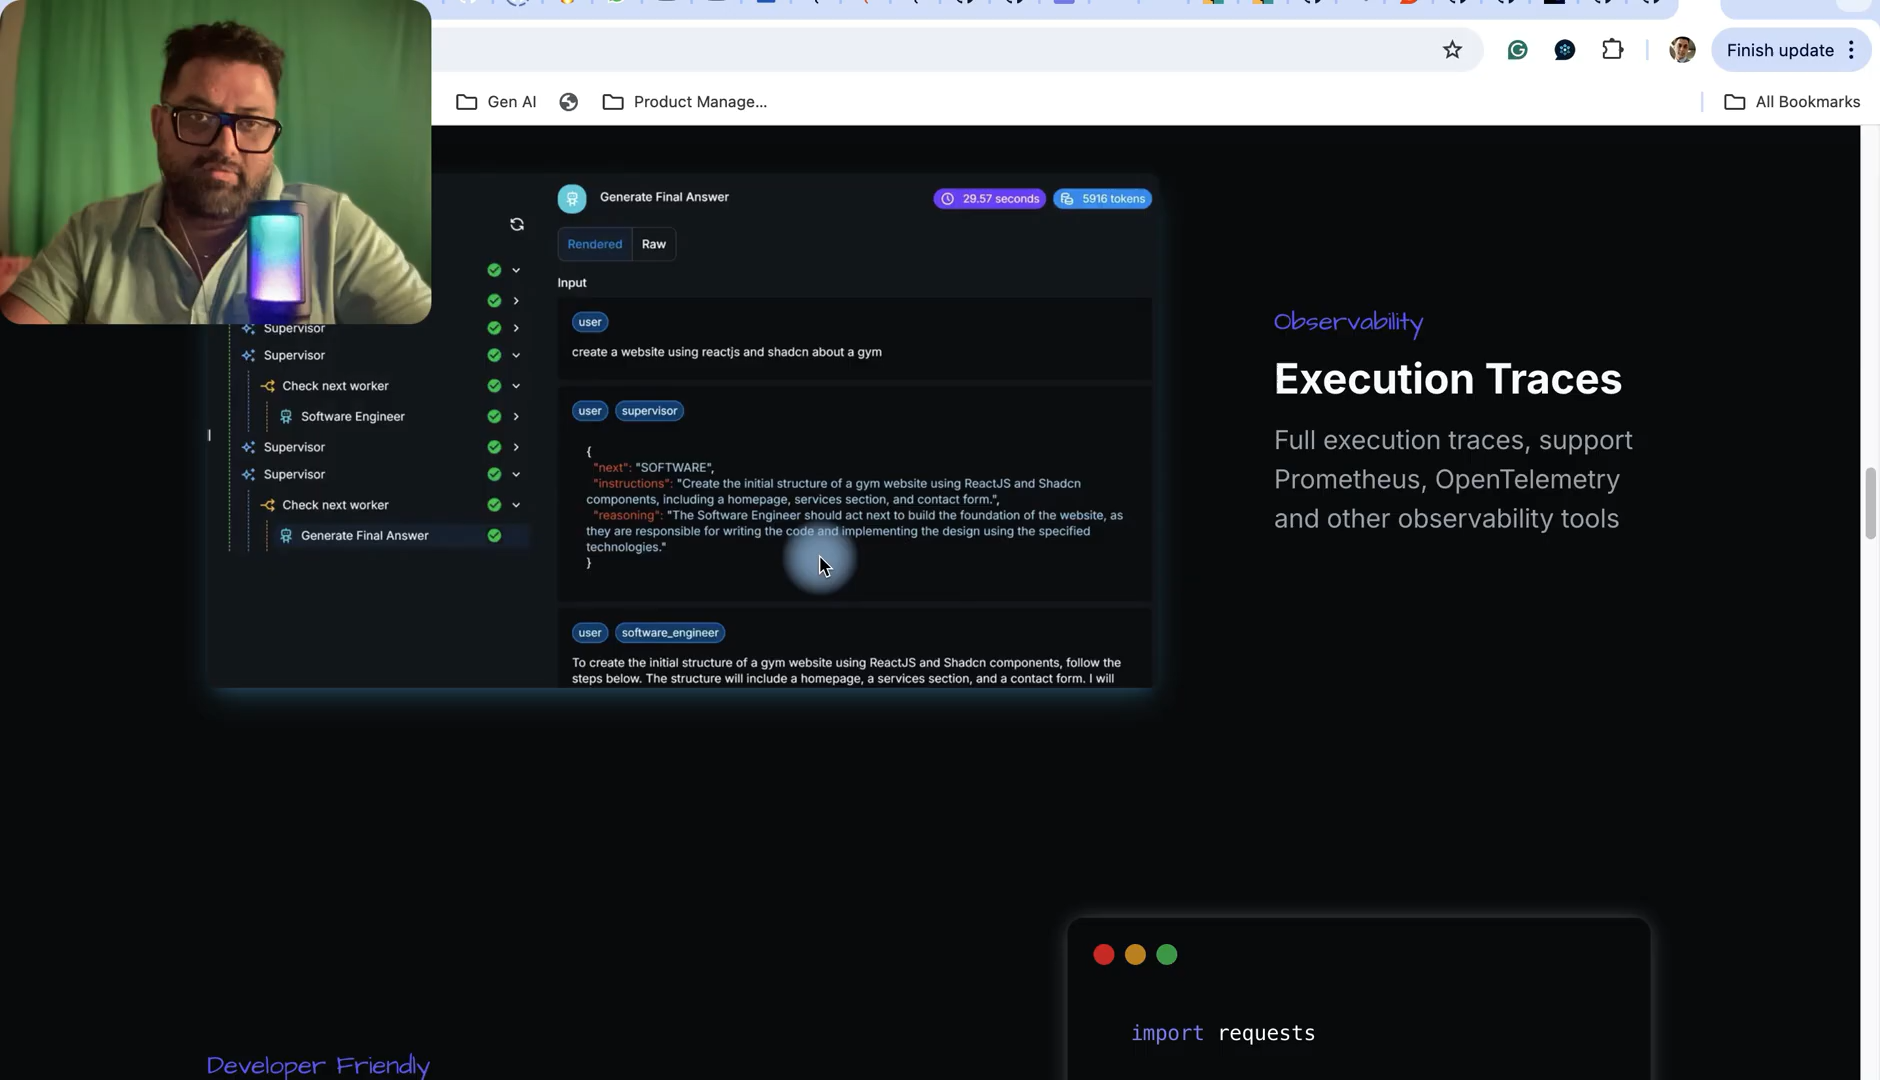 Finish update
Gen AI
Product Manage...
All Bookmarks
Generate Final Answer
29.57 seconds
5916 tokens
Rendered
Raw
Input
user
create a website using reactjs and shadcn about a gym
user
supervisor
{
"next": "SOFTWARE",
"instructions": "Create the initial structure of a gym website using ReactJS and Shadcn
components, including a homepage, services section, and contact form.",
"reasoning": "The Software Engineer should act next to build the foundation of the website, as
they are responsible for writing the code and implementing the design using the specified
technologies."
}
user
software_engineer
To create the initial structure of a gym website using ReactJS and Shadcn components, follow the
steps below. The structure will include a homepage, a services section, and a contact form. I will
Supervisor
Supervisor
Check next worker
Software Engineer
Supervisor
Supervisor
Check next worker
Generate Final Answer
Observability
Execution Traces
Full execution traces, support
Prometheus, OpenTelemetry
and other observability tools
import requests
Developer Friendly